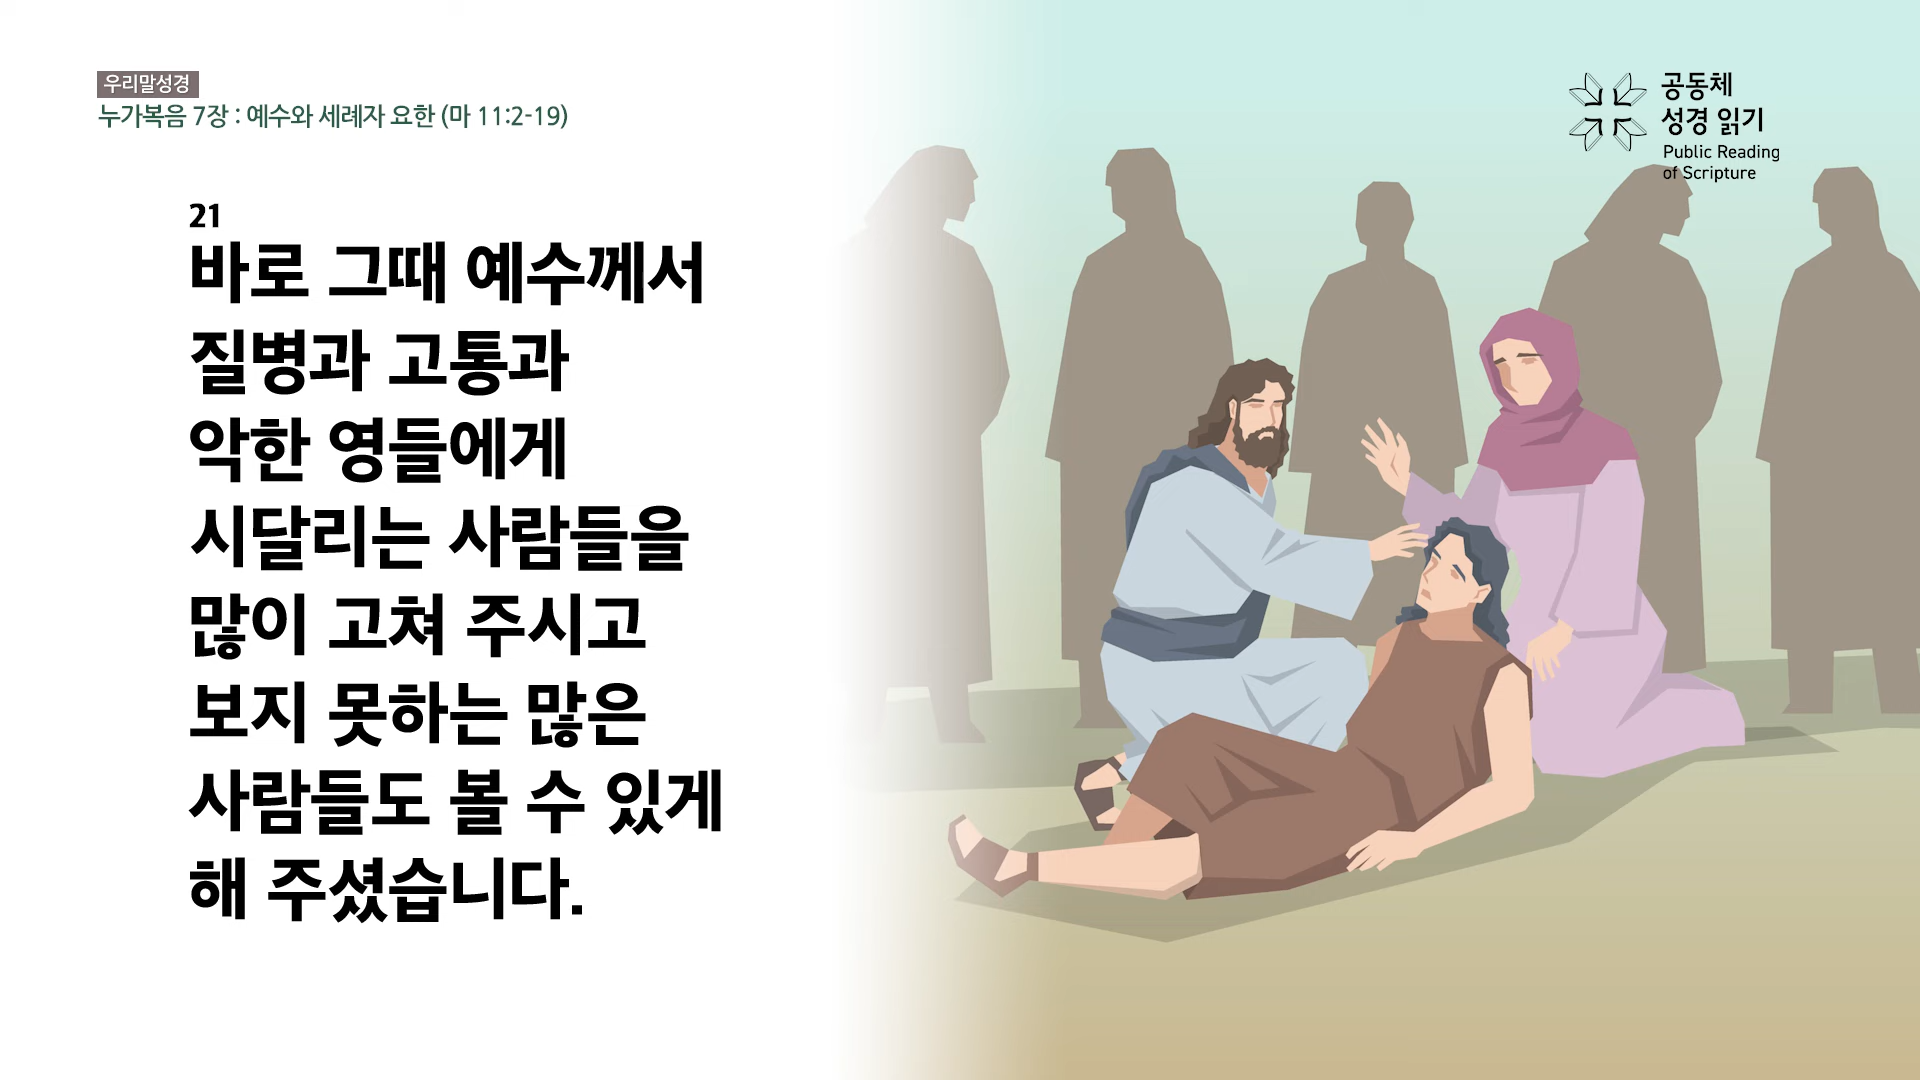 우리말성경
누가복음 7장 : 예수와 세례자 요한 (마 11:2-19)
공동체
성경 읽기
Public Reading
of Scripture
21
바로 그때 예수께서
질병과 고통과
악한 영들에게
시달리는 사람들을
많이 고쳐 주시고
보지 못하는 많은
사람들도 볼 수 있게
해 주셨습니다.